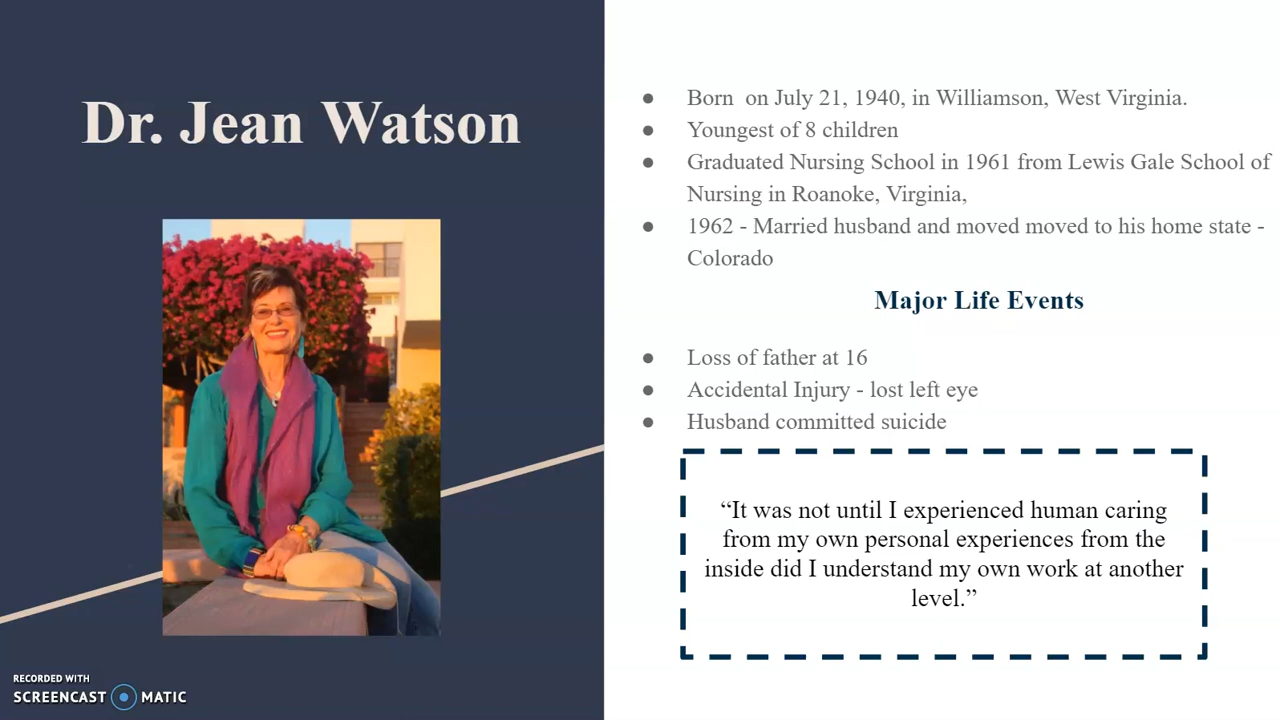 Dr. Jean Watson
● Born on July 21, 1940, in Williamson, West Virginia.
● Youngest of 8 children
● Graduated Nursing School in 1961 from Lewis Gale School of
Nursing in Roanoke, Virginia,
● 1962 - Married husband and moved moved to his home state -
Colorado
Major Life Events
● Loss of father at 16
● Accidental Injury - lost left eye
● Husband committed suicide
“It was not until I experienced human caring
from my own personal experiences from the
inside did I understand my own work at another
level.”
RECORDED WITH
SCREENCAST MATIC